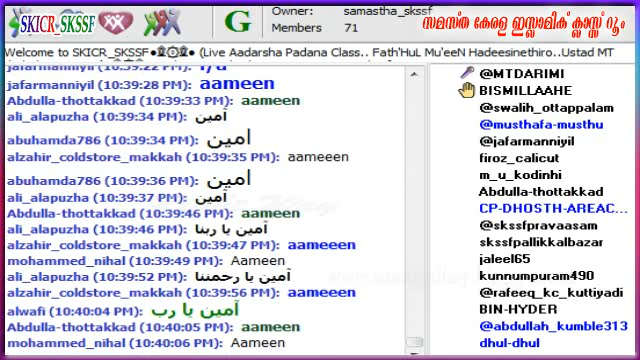 SKICR_SKSSF
G
Owner: samastha_skssf
Members 71
സമസ്ത കേരള ഇസ്ലാമിക് ക്ലാസ്സ് റൂം
Welcome to SKICR_SKSSF (Live Aadarsha Padana Class.. Fath'HuL Mu'eeN Hadeesinethiro..Ustad MT
jafarmanniyil (10:39:22 PM):
jafarmanniyil (10:39:28 PM): aameen
Abdulla-thottakkad (10:39:33 PM): aameen
ali_alapuzha (10:39:34 PM): آمين
abuhamda786 (10:39:34 PM): امين
alzahir_coldstore_makkah (10:39:35 PM): aameeen
abuhamda786 (10:39:36 PM): امين
ali_alapuzha (10:39:37 PM): آمين
Abdulla-thottakkad (10:39:46 PM): aameen
ali_alapuzha (10:39:46 PM): آمين يا ربنا
alzahir_coldstore_makkah (10:39:47 PM): aameeen
mohammed_nihal (10:39:49 PM): Aameen
ali_alapuzha (10:39:52 PM): آمين يا رحمننا
alzahir_coldstore_makkah (10:39:56 PM): aameeeen
alwafi (10:40:04 PM): آمين يا رب
Abdulla-thottakkad (10:40:05 PM): aameen
mohammed_nihal (10:40:06 PM): Aameen
@MTDARIMI
BISMILLAAHE
@swalih_ottappalam
@musthafa-musthu
@jafarmanniyil
firoz_calicut
m_u_kodinhi
Abdulla-thottakkad
CP-DHOSTH-AREAC...
@skssfpravaasam
skssfpallikkalbazar
jaleel65
kunnumpuram490
@rafeeq_kc_kuttiyadi
BIN-HYDER
@abdullah_kumble313
dhul-dhul